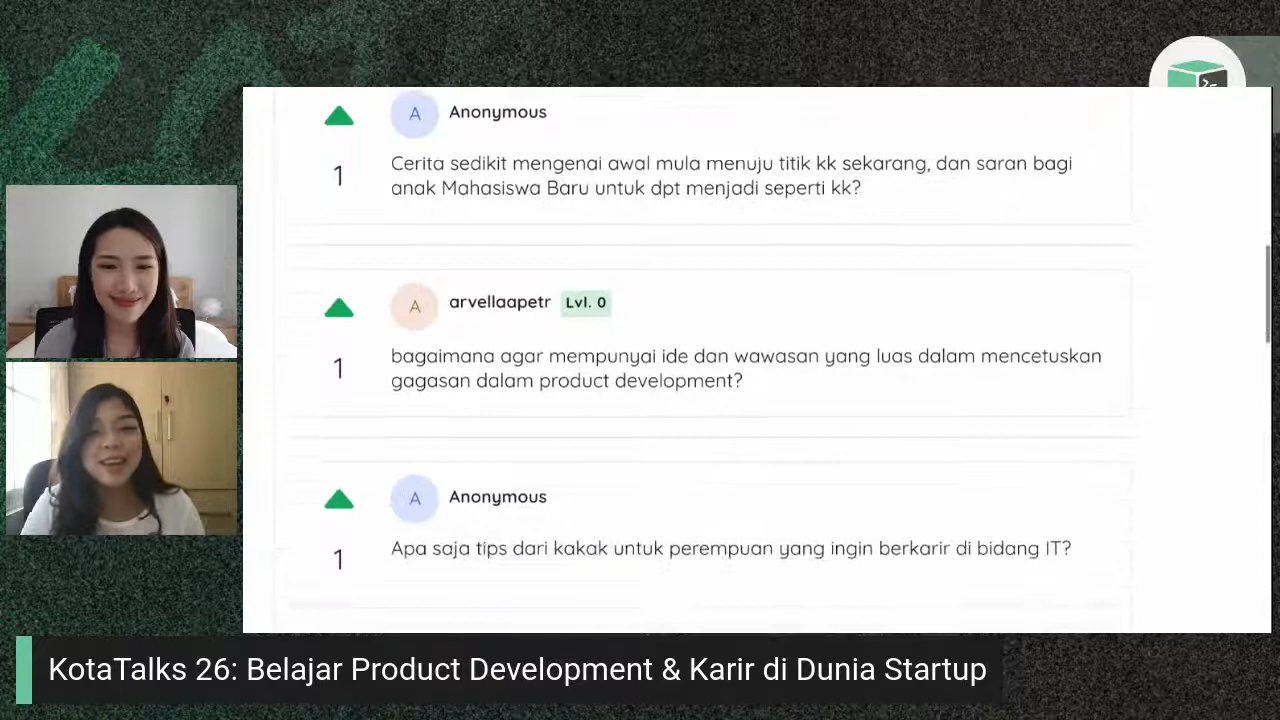 A
Anonymous
1
Cerita sedikit mengenai awal mula menuju titik kk sekarang, dan saran bagi
anak Mahasiswa Baru untuk dpt menjadi seperti kk?
A
arvellaapetr Lvl. 0
1
bagaimana agar mempunyai ide dan wawasan yang luas dalam mencetuskan
gagasan dalam product development?
A
Anonymous
1
Apa saja tips dari kakak untuk perempuan yang ingin berkarir di bidang IT?
KotaTalks 26: Belajar Product Development & Karir di Dunia Startup